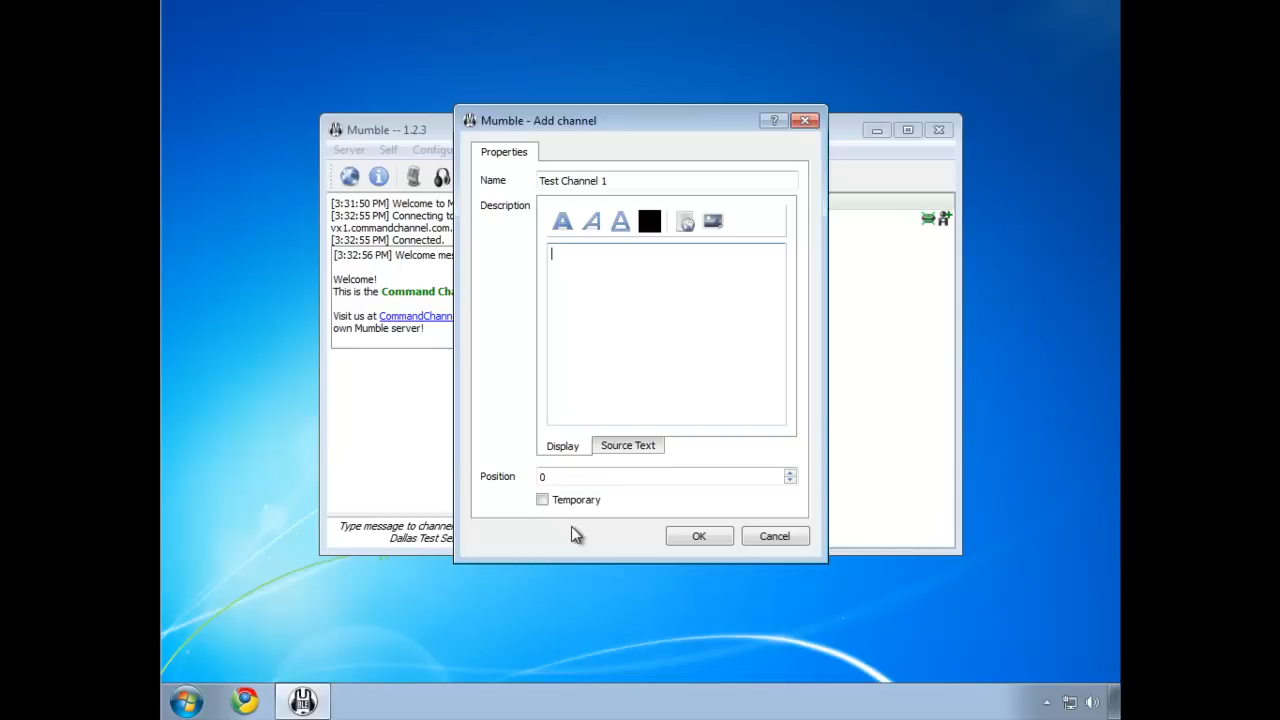 Mumble -- 1.2.3
Server Self Configu
[3:31:50 PM] Welcome to M
[3:32:55 PM] Connecting to
vx1.commandchannel.com.
[3:32:55 PM] Connected.
[3:32:56 PM] Welcome mes
Welcome!
This is the Command Cha
Visit us at CommandChann
own Mumble server!
Type message to channe
Dallas Test Se
Mumble - Add channel
?
Properties
Name Test Channel 1
Description
A A A
Display Source Text
Position 0
Temporary
OK Cancel
BLE